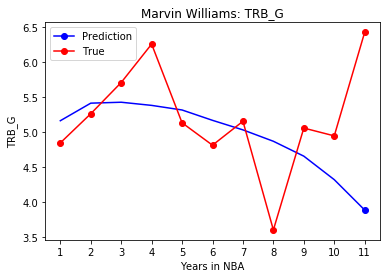 Marvin Williams: TRB_G
Prediction
True
6.5
6.0
5.5
5.0
4.5
4.0
3.5
TRB_G
1 2 3 4 5 6 7 8 9 10 11
Years in NBA